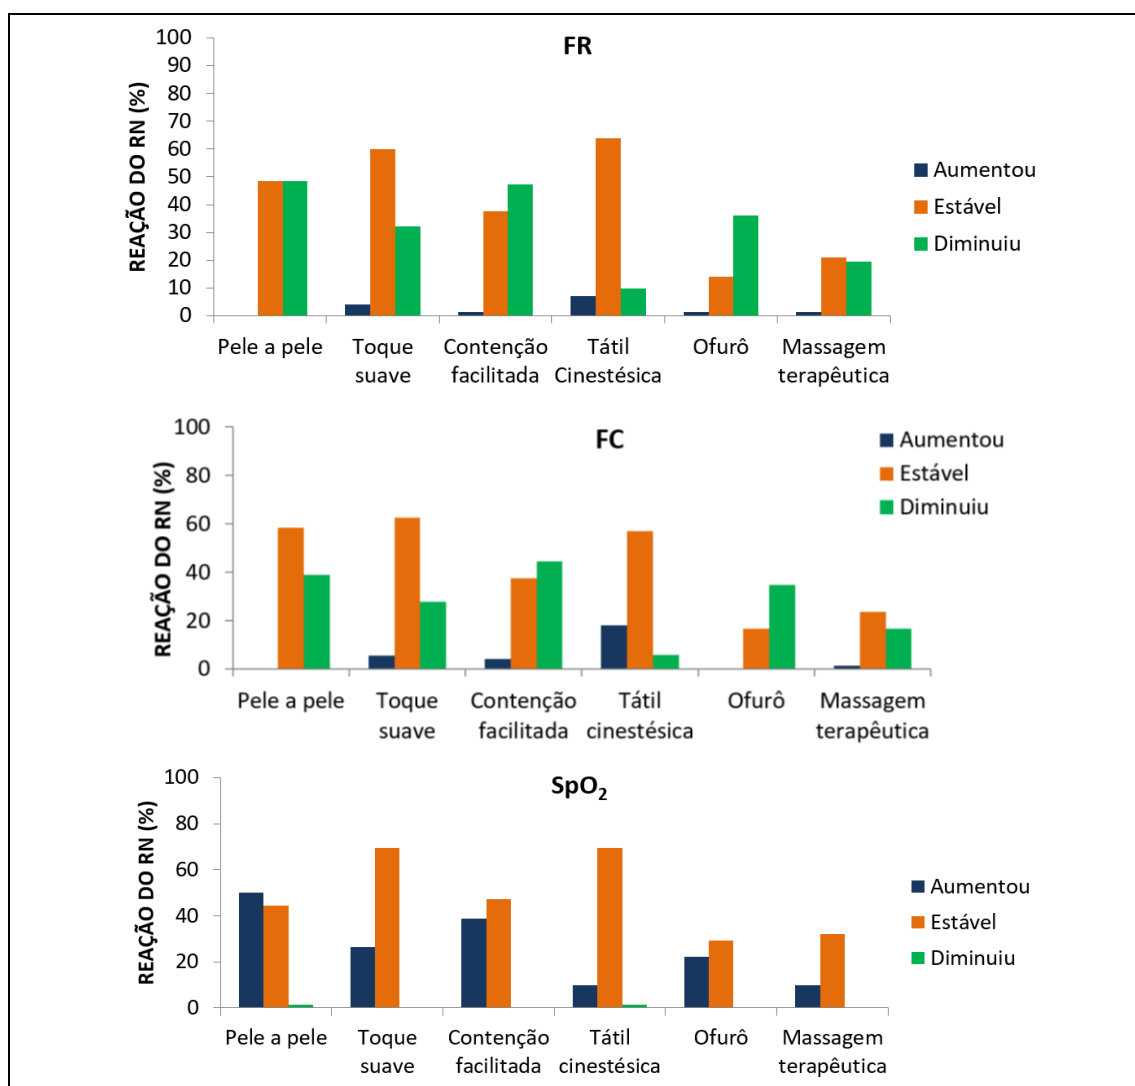 FR
REAÇÃO DO RN (%)
100
90
80
70
60
50
40
30
20
10
0
Pele a pele
Toque
suave
Contenção
facilitada
Tátil
Cinestésica
Ofurô
Massagem
terapêutica
Aumentou
Estável
Diminuiu
FC
REAÇÃO DO RN (%)
100
80
60
40
20
0
Pele a pele
Toque
suave
Contenção
facilitada
Tátil
cinestésica
Ofurô
Massagem
terapêutica
Aumentou
Estável
Diminuiu
SpO₂
REAÇÃO DO RN (%)
100
80
60
40
20
0
Pele a pele
Toque
suave
Contenção
facilitada
Tátil
cinestésica
Ofurô
Massagem
terapêutica
Aumentou
Estável
Diminuiu